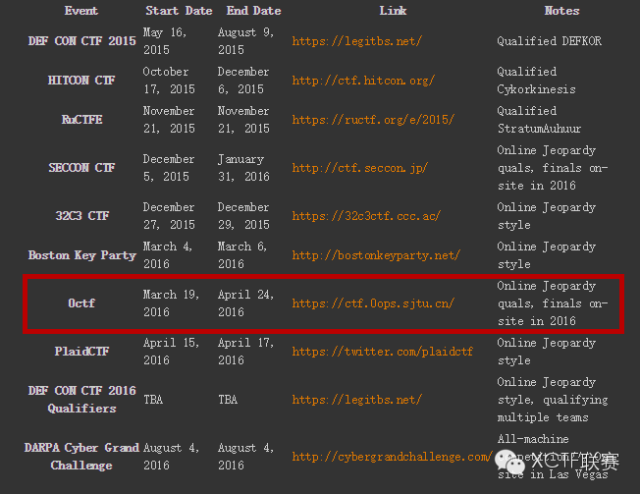 Event Start Date End Date Link Notes
DEF CON CTF 2015 May 16, 2015 August 9, 2015 https://legitbs.net/ Qualified DEFKOR
HITCON CTF October 17, 2015 December 6, 2015 http://ctf.hitcon.org/ Qualified Cykorkinesis
RuCTFE November 21, 2015 November 21, 2015 https://ructf.org/e/2015/ Qualified StratumAuhuur
SECCON CTF December 5, 2015 January 31, 2016 http://ctf.seccon.jp/ Online Jeopardy quals, finals on-site in 2016
32C3 CTF December 27, 2015 December 29, 2015 https://32c3ctf.ccc.ac/ Online Jeopardy style
Boston Key Party March 4, 2016 March 6, 2016 http://bostonkeyparty.net/ Online Jeopardy style
0ctf March 19, 2016 April 24, 2016 https://ctf.0ops.sjtu.cn/ Online Jeopardy quals, finals on-site in 2016
PlaidCTF April 15, 2016 April 17, 2016 https://twitter.com/plaidctf Online Jeopardy style
DEF CON CTF 2016 Qualifiers TBA TBA https://legitbs.net/ Online Jeopardy style, qualifying multiple teams
DARPA Cyber Grand Challenge August 4, 2016 August 4, 2016 http://cybergrandchallenge.com/ All-machine site in Las Vegas
XCTF联赛